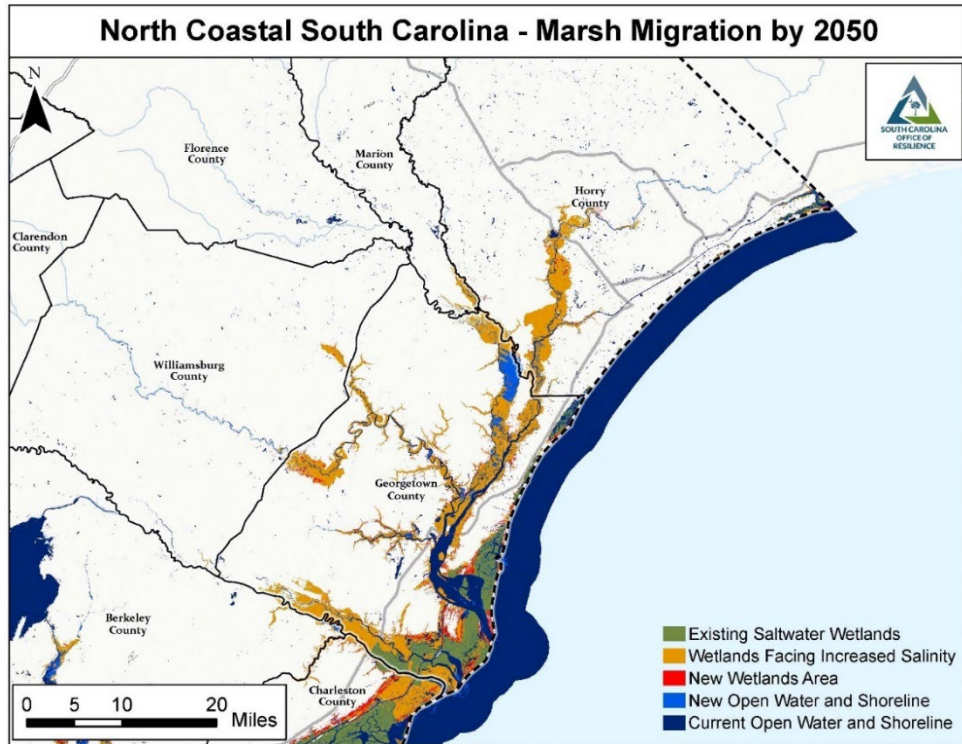 North Coastal South Carolina - Marsh Migration by 2050
N
SOUTH CAROLINA
OFFICE OF
RESILIENCE
Florence
County
Marion
County
Horry
County
Clarendon
County
Williamsburg
County
Georgetown
County
Berkeley
County
Charleston
County
Existing Saltwater Wetlands
Wetlands Facing Increased Salinity
New Wetlands Area
New Open Water and Shoreline
Current Open Water and Shoreline
0 5 10 20
Miles